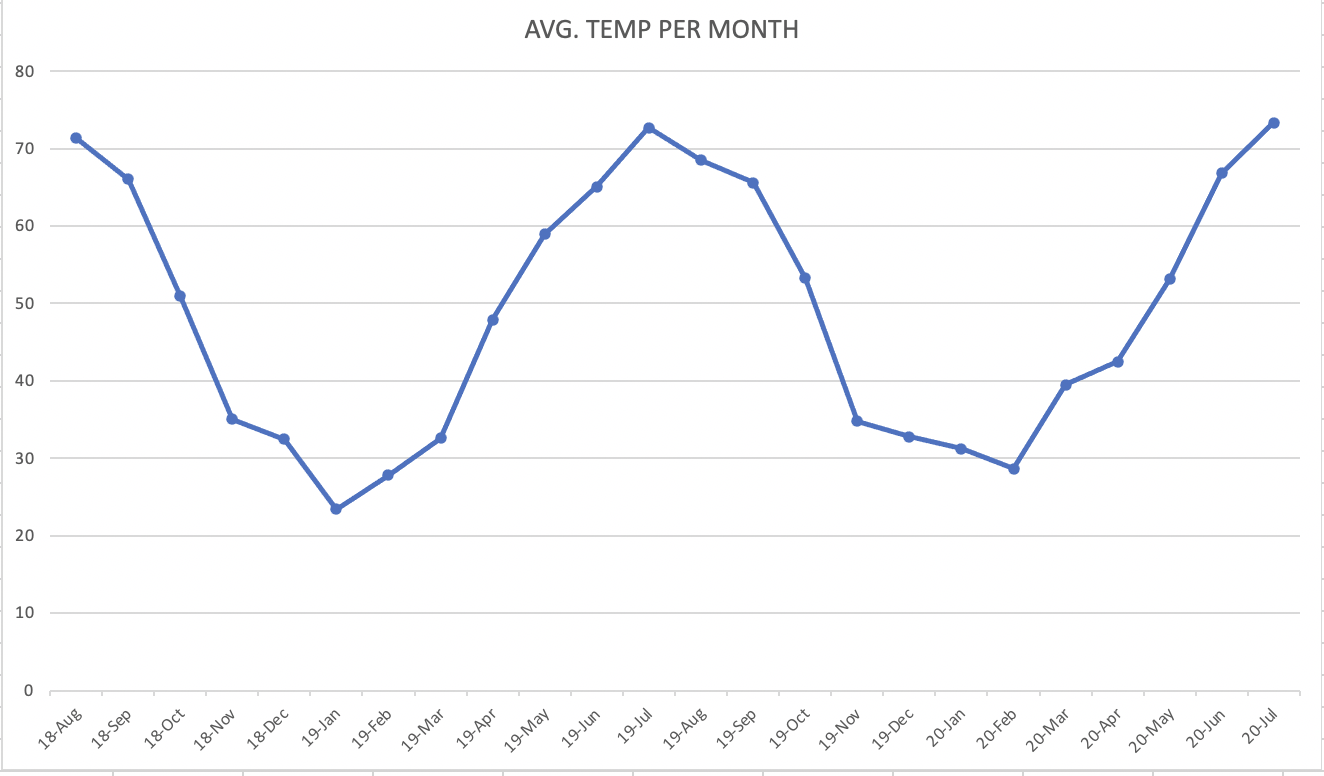 AVG. TEMP PER MONTH
80
70
60
50
40
30
20
10
0
18-Aug
18-Sep
18-Oct
18-Nov
18-Dec
19-Jan
19-Feb
19-Mar
19-Apr
19-May
19-Jun
19-Jul
19-Aug
19-Sep
19-Oct
19-Nov
19-Dec
20-Jan
20-Feb
20-Mar
20-Apr
20-May
20-Jun
20-Jul